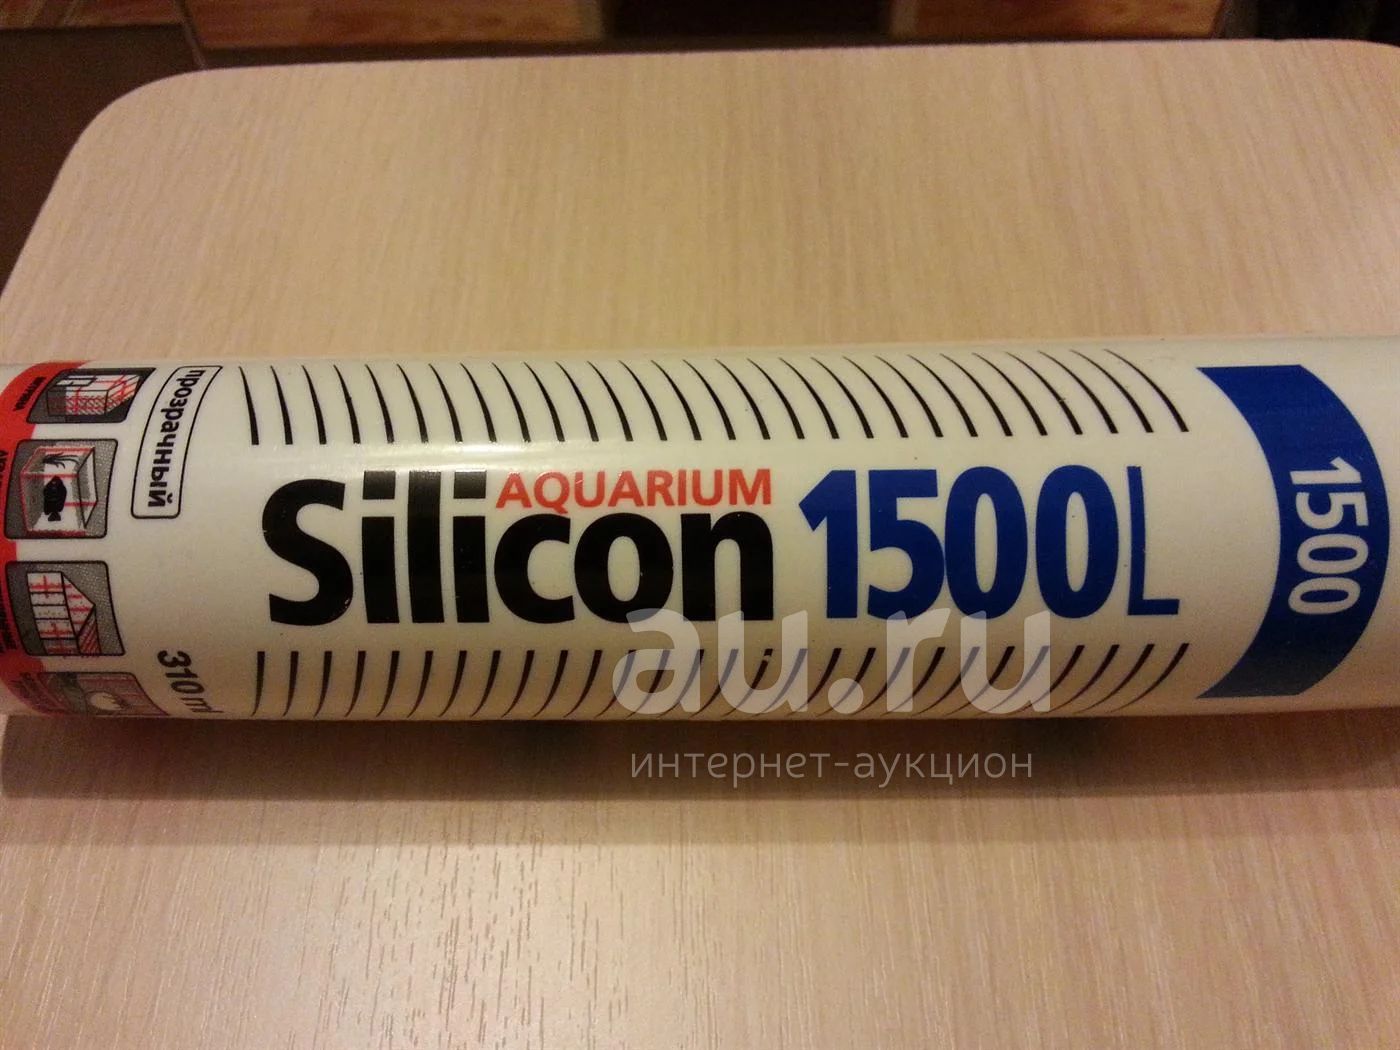 прозрачный
310 ml
AQUARIUM
Silicon 1500L
1500
au.ru
интернет-аукцион